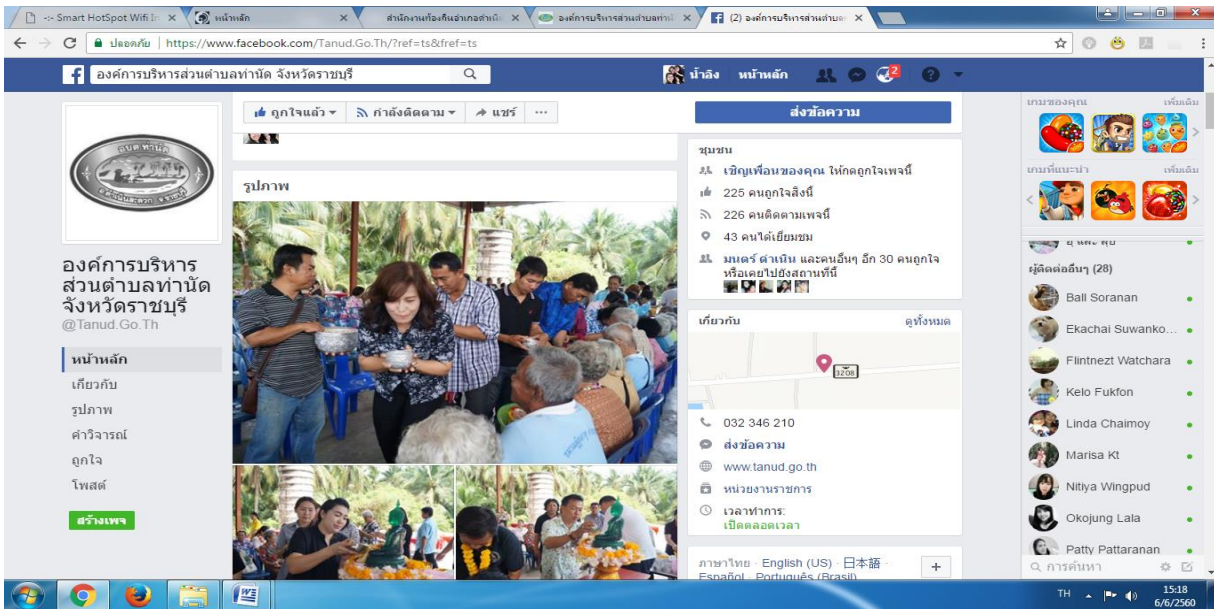 -:- Smart HotSpot Wifi In
หน้าหลัก
สำนักงานท้องถิ่นอำเภอดำเนิ
องค์การบริหารส่วนตำบลท่านั
(2) องค์การบริหารส่วนตำบล
ปลอดภัย
https://www.facebook.com/Tanud.Go.Th/?ref=ts&fref=ts
องค์การบริหารส่วนตำบลท่านัด จังหวัดราชบุรี
น้ำลิง หน้าหลัก
2
ถูกใจแล้ว
กำลังติดตาม
แชร์
ส่งข้อความ
อบต.ท่านัด
องค์การบริหาร
ส่วนตำบลท่านัด
จังหวัดราชบุรี
@Tanud.Go.Th
หน้าหลัก
เกี่ยวกับ
รูปภาพ
คำวิจารณ์
ถูกใจ
โพสต์
สร้างเพจ
รูปภาพ
ชุมชน
เชิญเพื่อนของคุณ ให้กดถูกใจเพจนี้
225 คนถูกใจสิ่งนี้
226 คนติดตามเพจนี้
43 คนได้เยี่ยมชม
มนตร์ ดำเนิน และคนอื่นๆ อีก 30 คนถูกใจ
หรือเคยไปยังสถานที่นี้
เกี่ยวกับ
ดูทั้งหมด
3208
032 346 210
ส่งข้อความ
www.tanud.go.th
หน่วยงานราชการ
เวลาทำการ:
เปิดตลอดเวลา
ภาษาไทย · English (US) · 日本語 ·
Español · Português (Brasil)
เกมของคุณ
เพิ่มเติม
เกมที่แนะนำ
เพิ่มเติม
ผู้ติดต่ออื่นๆ (28)
Ball Soranan
Ekachai Suwanko...
Flintnezt Watchara
Kelo Fukfon
Linda Chaimoy
Marisa Kt
Nitiya Wingpud
Okojung Lala
Patty Pattaranan
การค้นหา
TH
15:18
6/6/2560